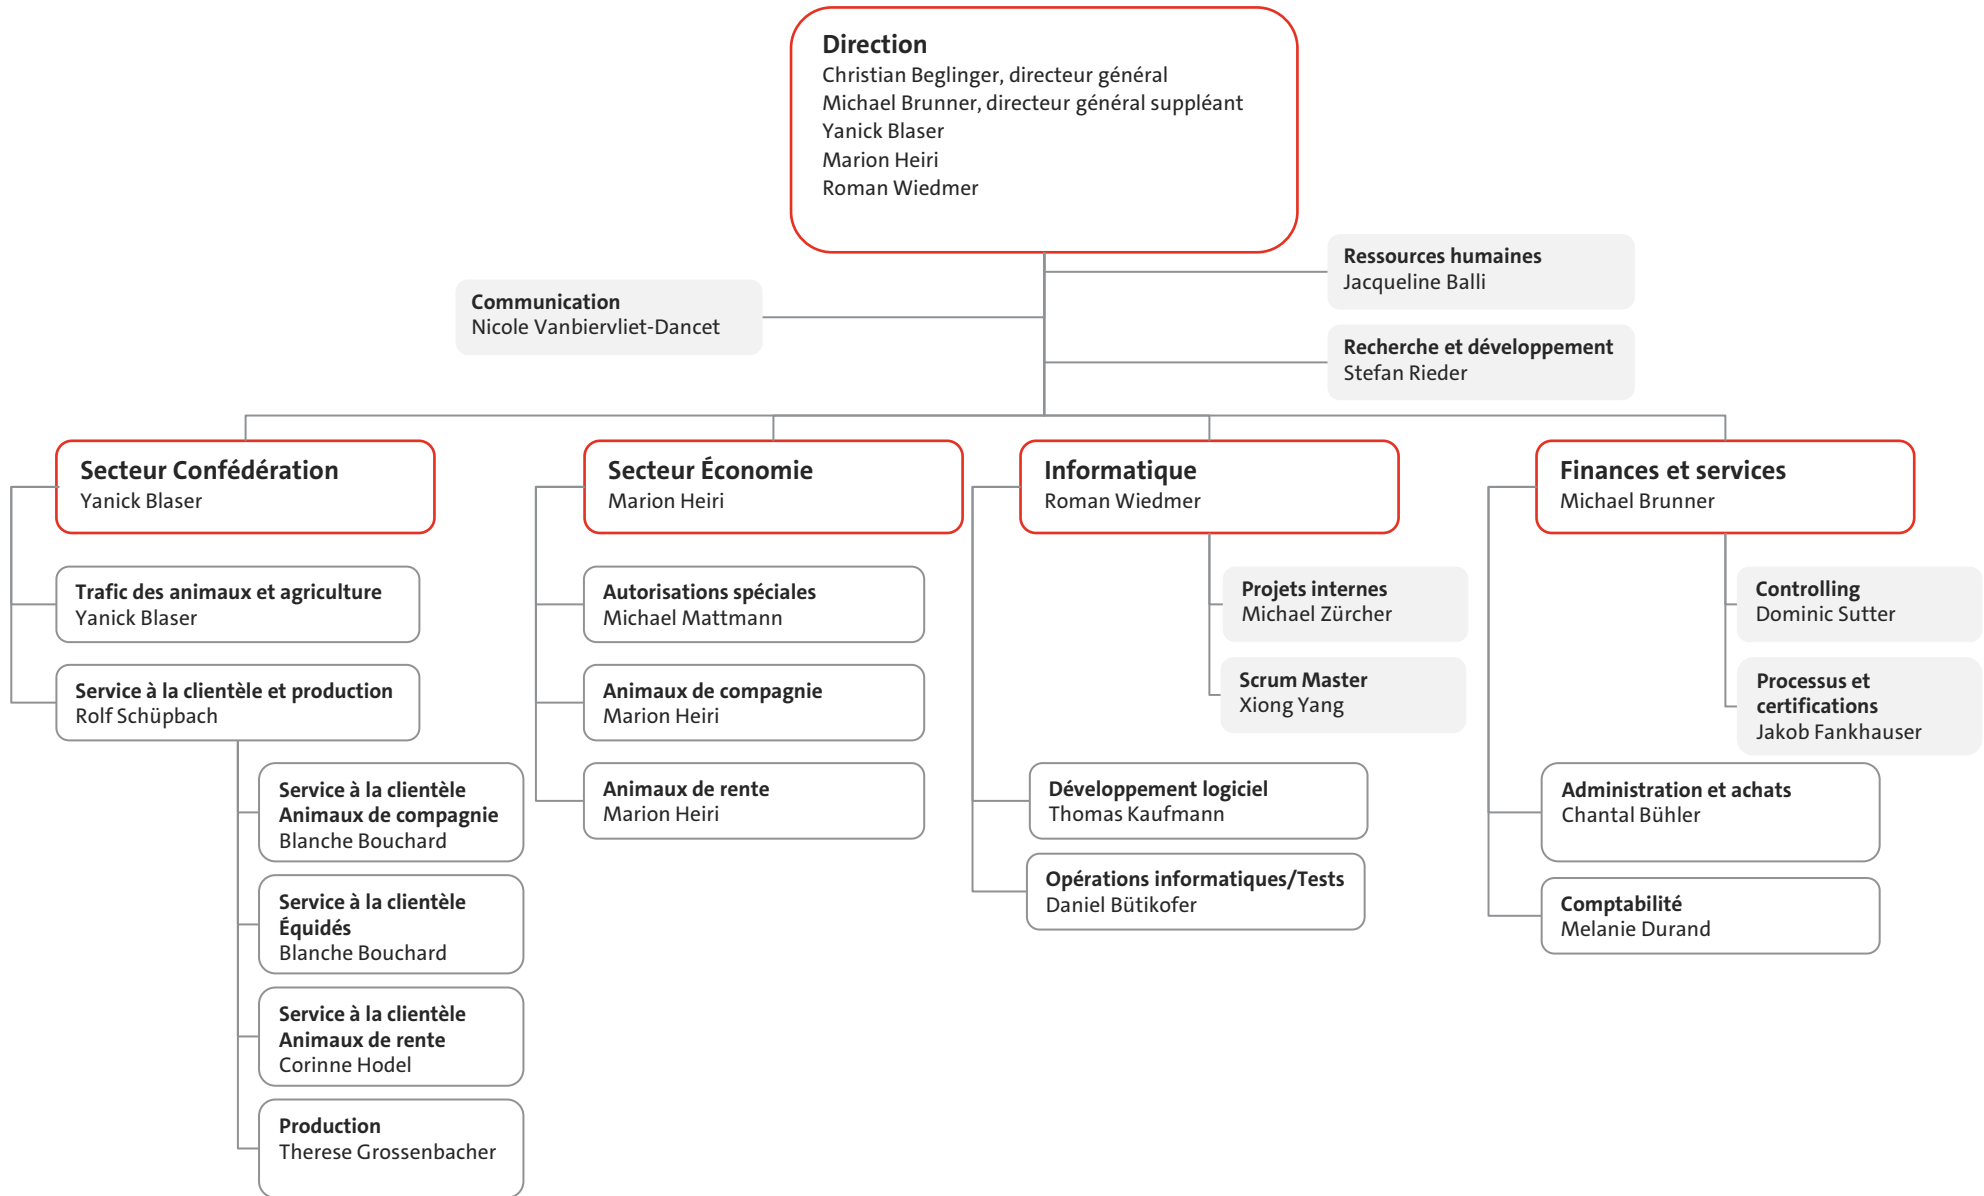 Direction
Christian Beglinger, directeur général
Michael Brunner, directeur général suppléant
Yanick Blaser
Marion Heiri
Roman Wiedmer
Ressources humaines
Jacqueline Balli
Communication
Nicole Vanbiervliet-Dancet
Recherche et développement
Stefan Rieder
Secteur Confédération
Yanick Blaser
Trafic des animaux et agriculture
Yanick Blaser
Service à la clientèle et production
Rolf Schüpbach
Service à la clientèle
Animaux de compagnie
Blanche Bouchard
Service à la clientèle
Équidés
Blanche Bouchard
Service à la clientèle
Animaux de rente
Corinne Hodel
Production
Therese Grossenbacher
Secteur Économie
Marion Heiri
Autorisations spéciales
Michael Mattmann
Animaux de compagnie
Marion Heiri
Animaux de rente
Marion Heiri
Informatique
Roman Wiedmer
Projets internes
Michael Zürcher
Scrum Master
Xiong Yang
Développement logiciel
Thomas Kaufmann
Opérations informatiques/Tests
Daniel Bütikofer
Finances et services
Michael Brunner
Controlling
Dominic Sutter
Processus et
certifications
Jakob Fankhauser
Administration et achats
Chantal Bühler
Comptabilité
Melanie Durand